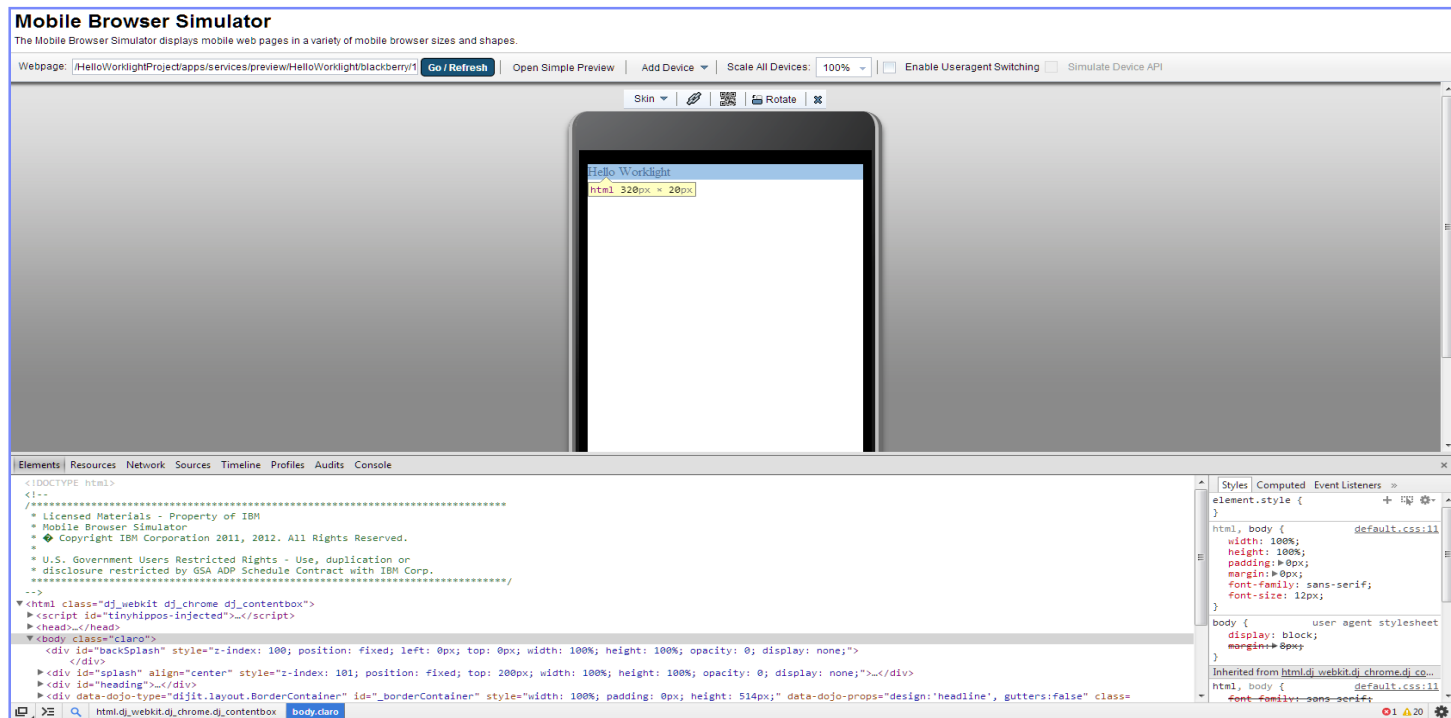 Mobile Browser Simulator
The Mobile Browser Simulator displays mobile web pages in a variety of mobile browser sizes and shapes.
Webpage: /HelloWorklightProject/apps/services/preview/HelloWorklight/blackberry/1 Go / Refresh Open Simple Preview Add Device Scale All Devices: 100% Enable Useragent Switching Simulate Device API
Skin Rotate
Hello Worklight
html 320px × 20px
Elements Resources Network Sources Timeline Profiles Audits Console
<!DOCTYPE html>
<!--
/*****************************************************************************
* Licensed Materials - Property of IBM
* Mobile Browser Simulator
* � Copyright IBM Corporation 2011, 2012. All Rights Reserved.
*
* U.S. Government Users Restricted Rights - Use, duplication or
* disclosure restricted by GSA ADP Schedule Contract with IBM Corp.
*****************************************************************************/
-->
▼<html class="dj_webkit dj_chrome dj_contentbox">
▶<script id="tinyhippos-injected">…</script>
▶<head>…</head>
▼<body class="claro">
<div id="backSplash" style="z-index: 100; position: fixed; left: 0px; top: 0px; width: 100%; height: 100%; opacity: 0; display: none;">
</div>
▶<div id="splash" align="center" style="z-index: 101; position: fixed; top: 200px; width: 100%; height: 100%; opacity: 0; display: none;">…</div>
▶<div id="heading">…</div>
▶<div data-dojo-type="dijit.layout.BorderContainer" id="_borderContainer" style="width: 100%; padding: 0px; height: 514px;" data-dojo-props="design:'headline', gutters:false" class=
html.dj_webkit.dj_chrome.dj_contentbox body.claro
Styles Computed Event Listeners »
element.style {
}
html, body { default.css:11
width: 100%;
height: 100%;
padding:▶0px;
margin:▶0px;
font-family: sans-serif;
font-size: 12px;
}
body { user agent stylesheet
display: block;
margin:▶8px;
}
Inherited from html.dj_webkit.dj_chrome.dj_co…
html, body { default.css:11
font-family: sans-serif;
1 20